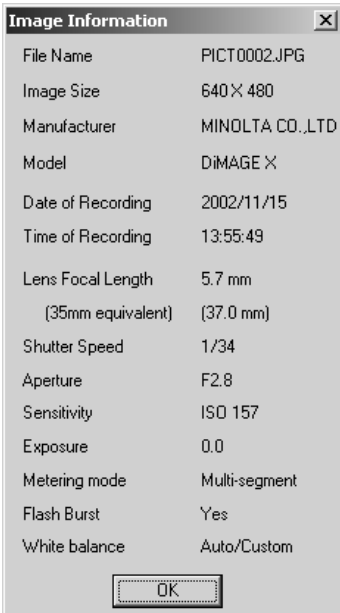 Image Information
File Name PICT0002.JPG
Image Size 640 X 480
Manufacturer MINOLTA CO.,LTD
Model DiMAGE X
Date of Recording 2002/11/15
Time of Recording 13:55:49
Lens Focal Length 5.7 mm
(35mm equivalent) (37.0 mm)
Shutter Speed 1/34
Aperture F2.8
Sensitivity ISO 157
Exposure 0.0
Metering mode Multi-segment
Flash Burst Yes
White balance Auto/Custom
OK